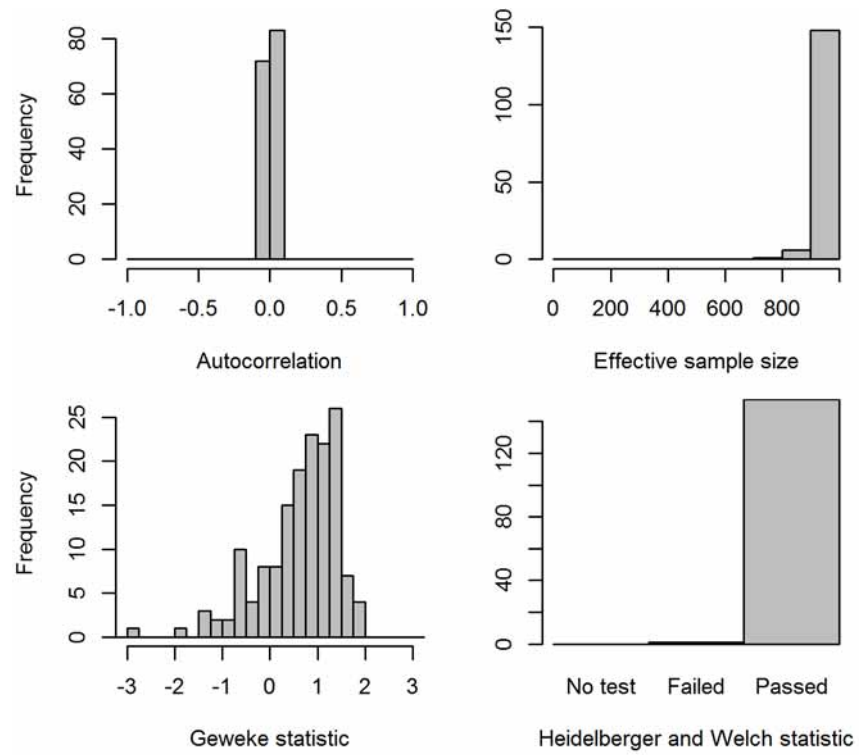 Frequency
80
60
40
20
0
-1.0 -0.5 0.0 0.5 1.0
Autocorrelation
150
100
50
0
0 200 400 600 800
Effective sample size
Frequency
25
20
15
10
5
0
-3 -2 -1 0 1 2 3
Geweke statistic
120
80
40
0
No test Failed Passed
Heidelberger and Welch statistic